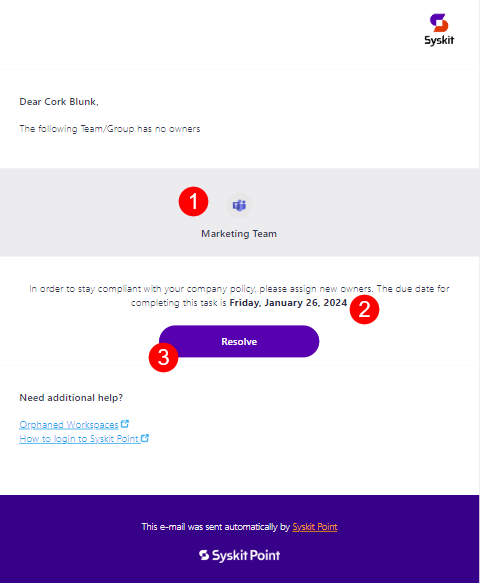 Syskit
Dear Cork Blunk,
The following Team/Group has no owners
1
Marketing Team
In order to stay compliant with your company policy, please assign new owners. The due date for
completing this task is Friday, January 26, 2024
2
Resolve
3
Need additional help?
Orphaned Workspaces
How to login to Syskit Point
This e-mail was sent automatically by Syskit Point
Syskit Point